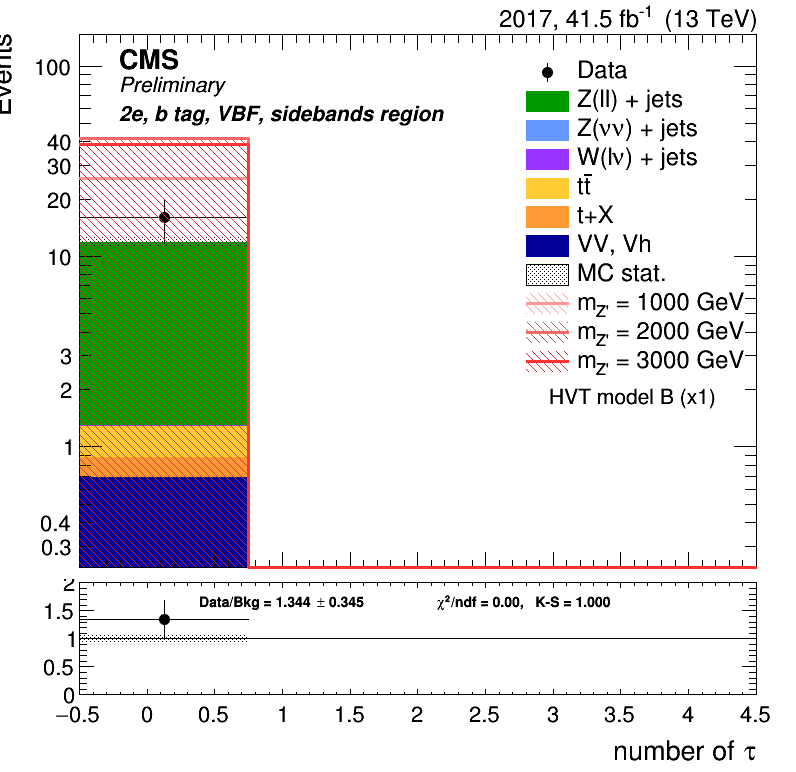 2017, 41.5 fb⁻¹ (13 TeV)
Events
CMS
Preliminary
2e, b tag, VBF, sidebands region
Data
Z(ll) + jets
Z(νν) + jets
W(lν) + jets
tt̄
t+X
VV, Vh
MC stat.
m_Z' = 1000 GeV
m_Z' = 2000 GeV
m_Z' = 3000 GeV
HVT model B (x1)
100
40
30
20
10
3
2
1
0.4
0.3
Data/Bkg = 1.344 ± 0.345 χ²/ndf = 0.00, K-S = 1.000
2
1.5
1
0.5
0
−0.5 0 0.5 1 1.5 2 2.5 3 3.5 4 4.5
number of τ